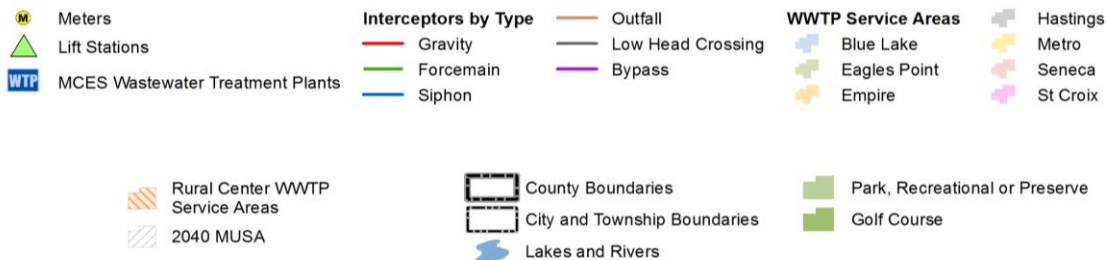 M Meters
Lift Stations
WTP MCES Wastewater Treatment Plants
Interceptors by Type
Gravity
Forcemain
Siphon
Outfall
Low Head Crossing
Bypass
WWTP Service Areas
Blue Lake
Eagles Point
Empire
Hastings
Metro
Seneca
St Croix
Rural Center WWTP
Service Areas
2040 MUSA
County Boundaries
City and Township Boundaries
Lakes and Rivers
Park, Recreational or Preserve
Golf Course